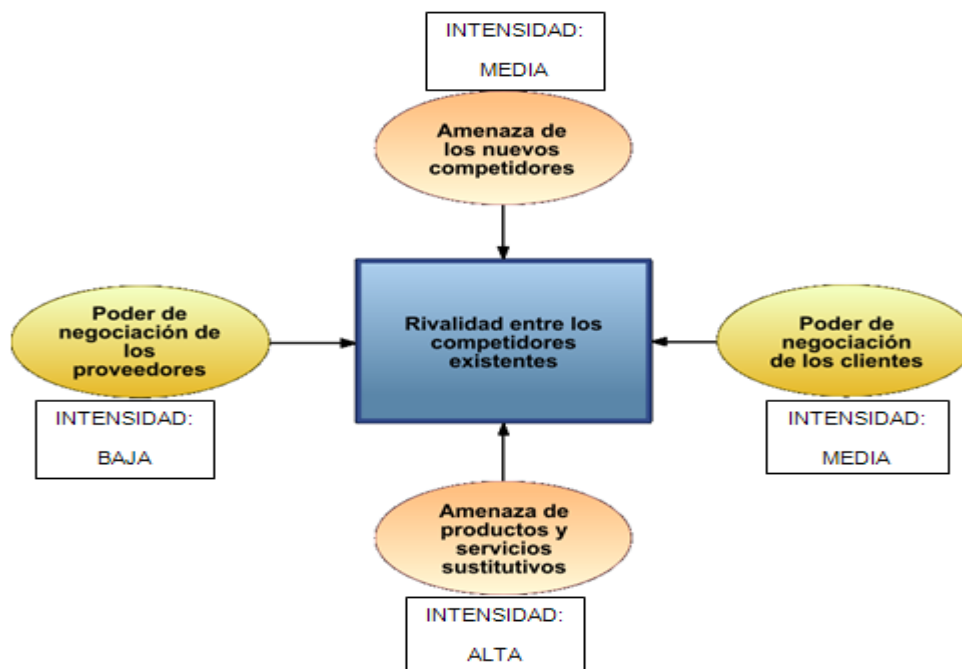 INTENSIDAD:
MEDIA
Amenaza de
los nuevos
competidores
Poder de
negociación de
los
proveedores
INTENSIDAD:
BAJA
Rivalidad entre los
competidores
existentes
Poder de
negociación
de los clientes
INTENSIDAD:
MEDIA
Amenaza de
productos y
servicios
sustitutivos
INTENSIDAD:
ALTA